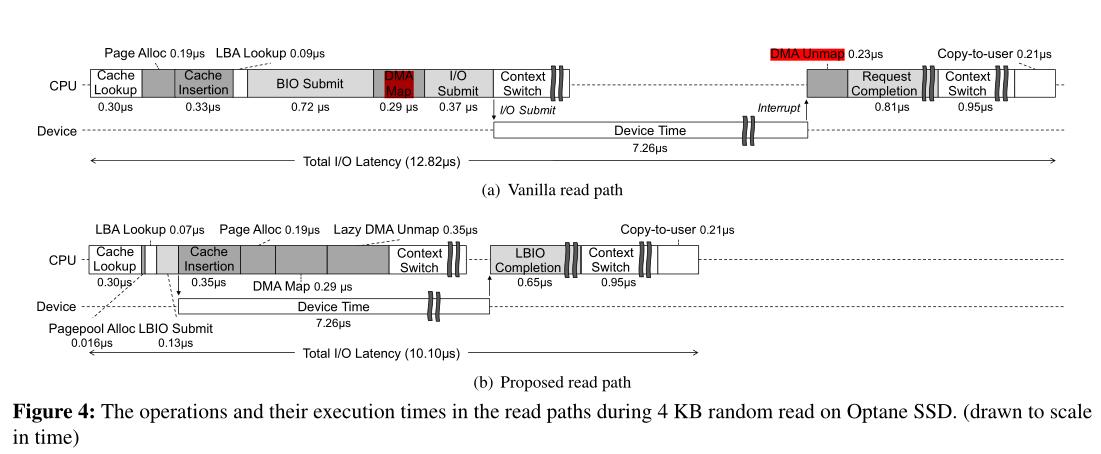 Page Alloc 0.19μs LBA Lookup 0.09μs
DMA Unmap 0.23μs
Copy-to-user 0.21μs
CPU
Cache Lookup
Cache Insertion
BIO Submit
DMA Map
I/O Submit
Context Switch
Request Completion
Context Switch
0.30μs
0.33μs
0.72 μs
0.29 μs
0.37 μs
I/O Submit
Interrupt
0.81μs
0.95μs
Device
Device Time
7.26μs
Total I/O Latency (12.82μs)
(a) Vanilla read path
LBA Lookup 0.07μs
Page Alloc 0.19μs
Lazy DMA Unmap 0.35μs
Copy-to-user 0.21μs
CPU
Cache Lookup
Cache Insertion
Context Switch
LBIO Completion
Context Switch
0.30μs
0.35μs
DMA Map 0.29 μs
0.65μs
0.95μs
Device
Device Time
7.26μs
Pagepool Alloc LBIO Submit
0.016μs
0.13μs
Total I/O Latency (10.10μs)
(b) Proposed read path
Figure 4: The operations and their execution times in the read paths during 4 KB random read on Optane SSD. (drawn to scale
in time)